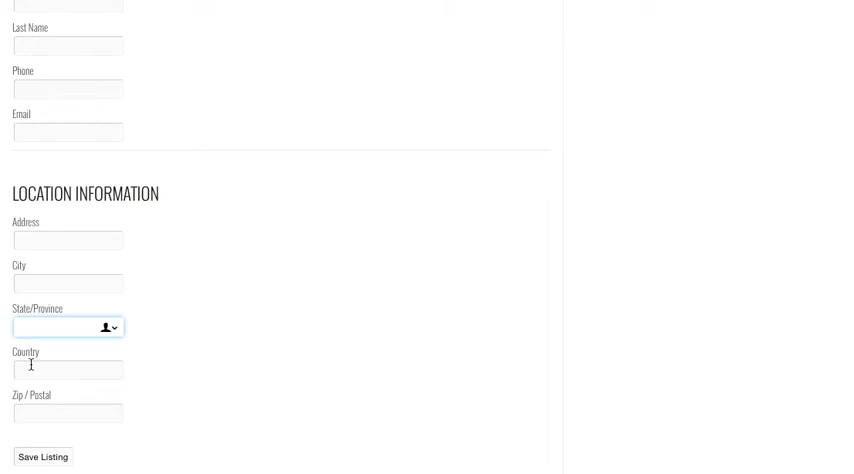 Last Name
Phone
Email
LOCATION INFORMATION
Address
City
State/Province
Country
Zip / Postal
Save Listing